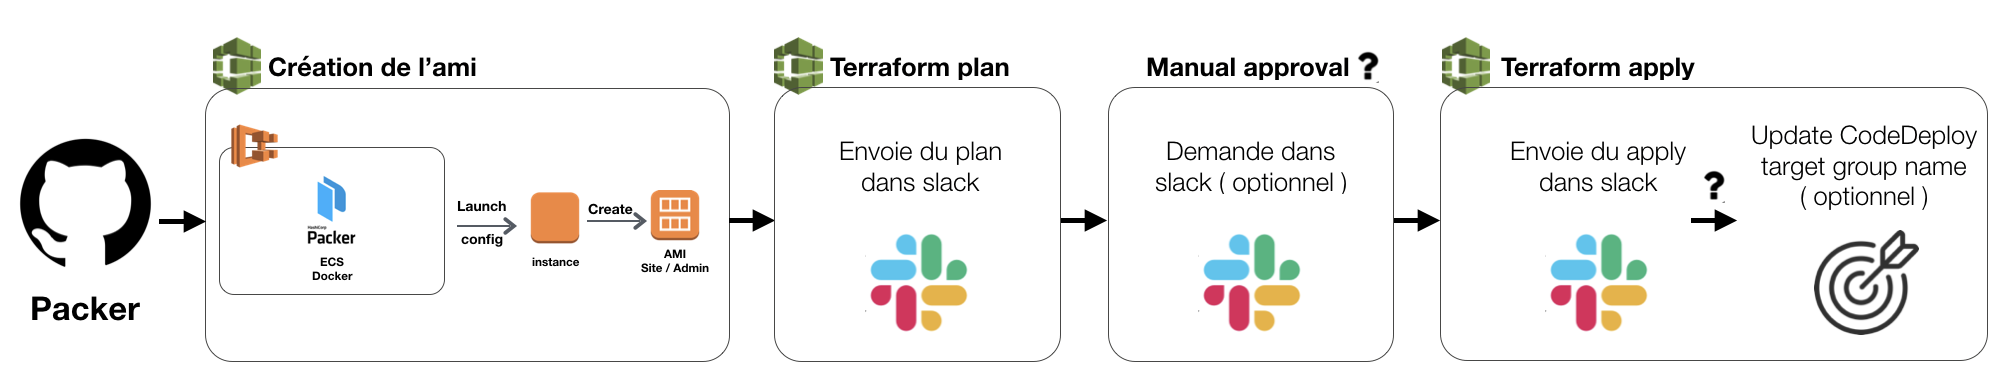 Création de l'ami
Terraform plan
Manual approval ?
Terraform apply
Packer
HashiCorp
Packer
ECS
Docker
Launch
config
instance
Create
AMI
Site / Admin
Envoie du plan
dans slack
Demande dans
slack ( optionnel )
Envoie du apply
dans slack
?
Update CodeDeploy
target group name
( optionnel )